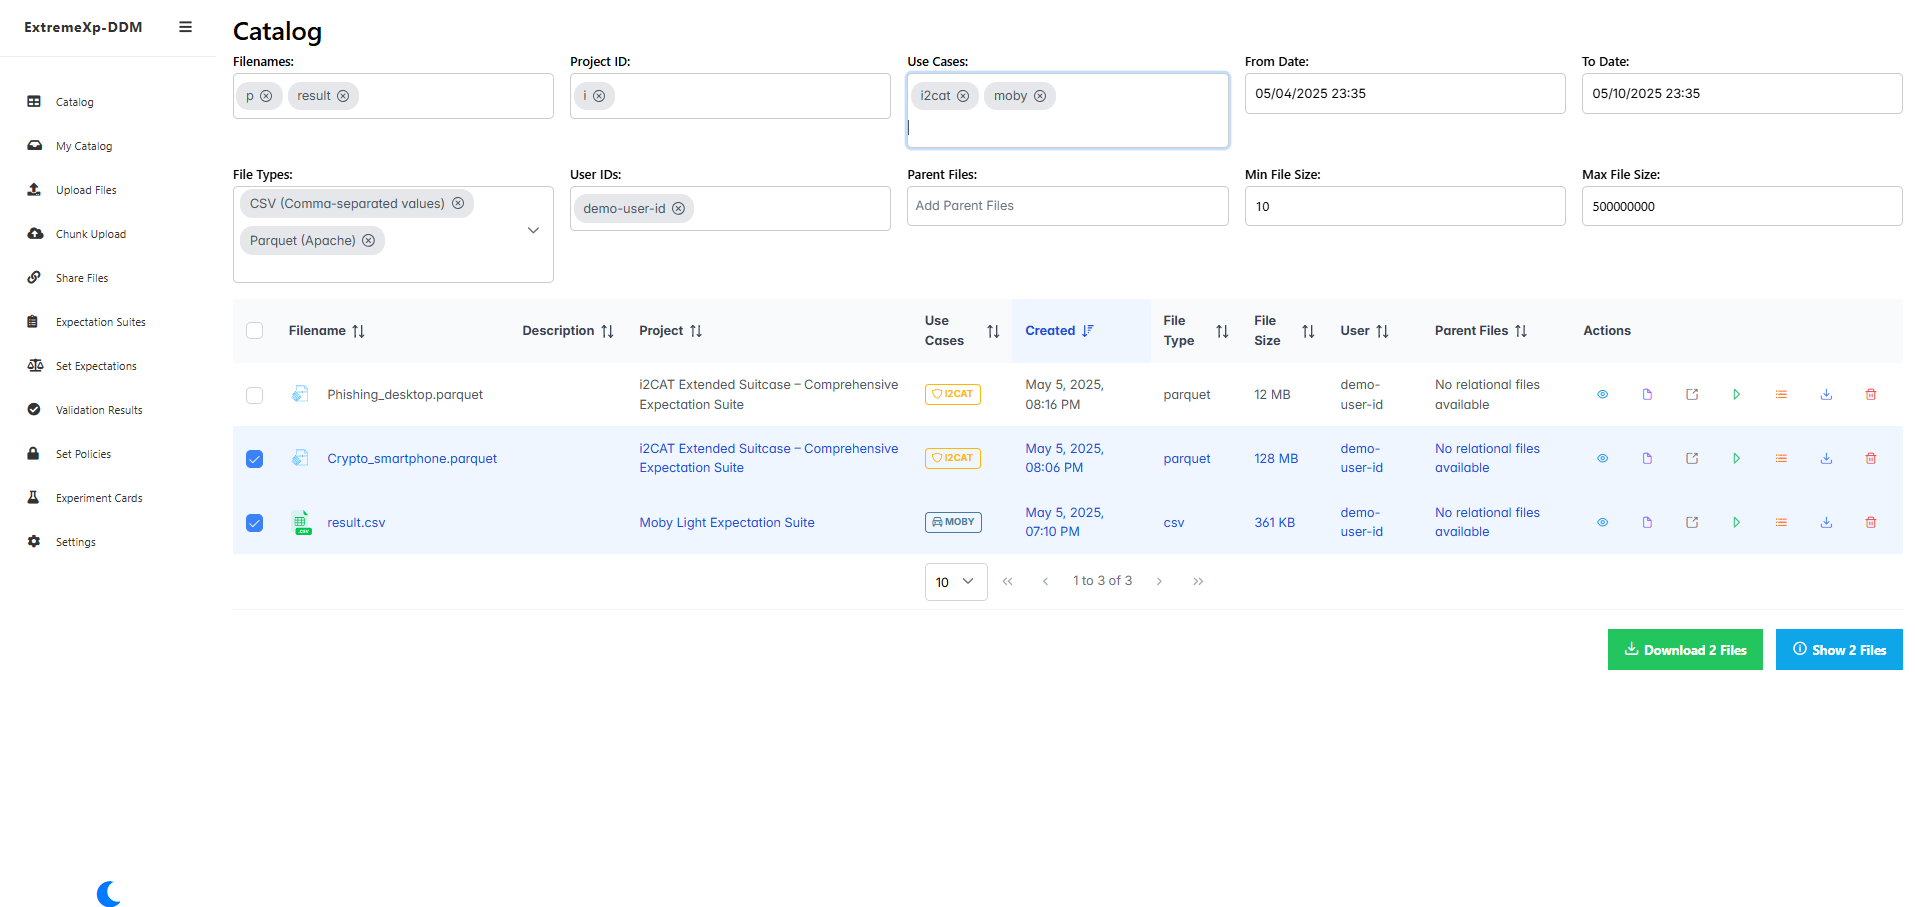 ExtremeXp-DDM
Catalog
My Catalog
Upload Files
Chunk Upload
Share Files
Expectation Suites
Set Expectations
Validation Results
Set Policies
Experiment Cards
Settings
Catalog
Filenames:
p
result
Project ID:
i
Use Cases:
i2cat
moby
From Date:
05/04/2025 23:35
To Date:
05/10/2025 23:35
File Types:
CSV (Comma-separated values)
Parquet (Apache)
User IDs:
demo-user-id
Parent Files:
Add Parent Files
Min File Size:
10
Max File Size:
500000000
Filename
Description
Project
Use
Cases
Created
File
Type
File
Size
User
Parent Files
Actions
Phishing_desktop.parquet
i2CAT Extended Suitcase – Comprehensive
Expectation Suite
I2CAT
May 5, 2025,
08:16 PM
parquet
12 MB
demo-
user-id
No relational files
available
Crypto_smartphone.parquet
i2CAT Extended Suitcase – Comprehensive
Expectation Suite
I2CAT
May 5, 2025,
08:06 PM
parquet
128 MB
demo-
user-id
No relational files
available
CSV
result.csv
Moby Light Expectation Suite
MOBY
May 5, 2025,
07:10 PM
csv
361 KB
demo-
user-id
No relational files
available
10
1 to 3 of 3
Download 2 Files
Show 2 Files